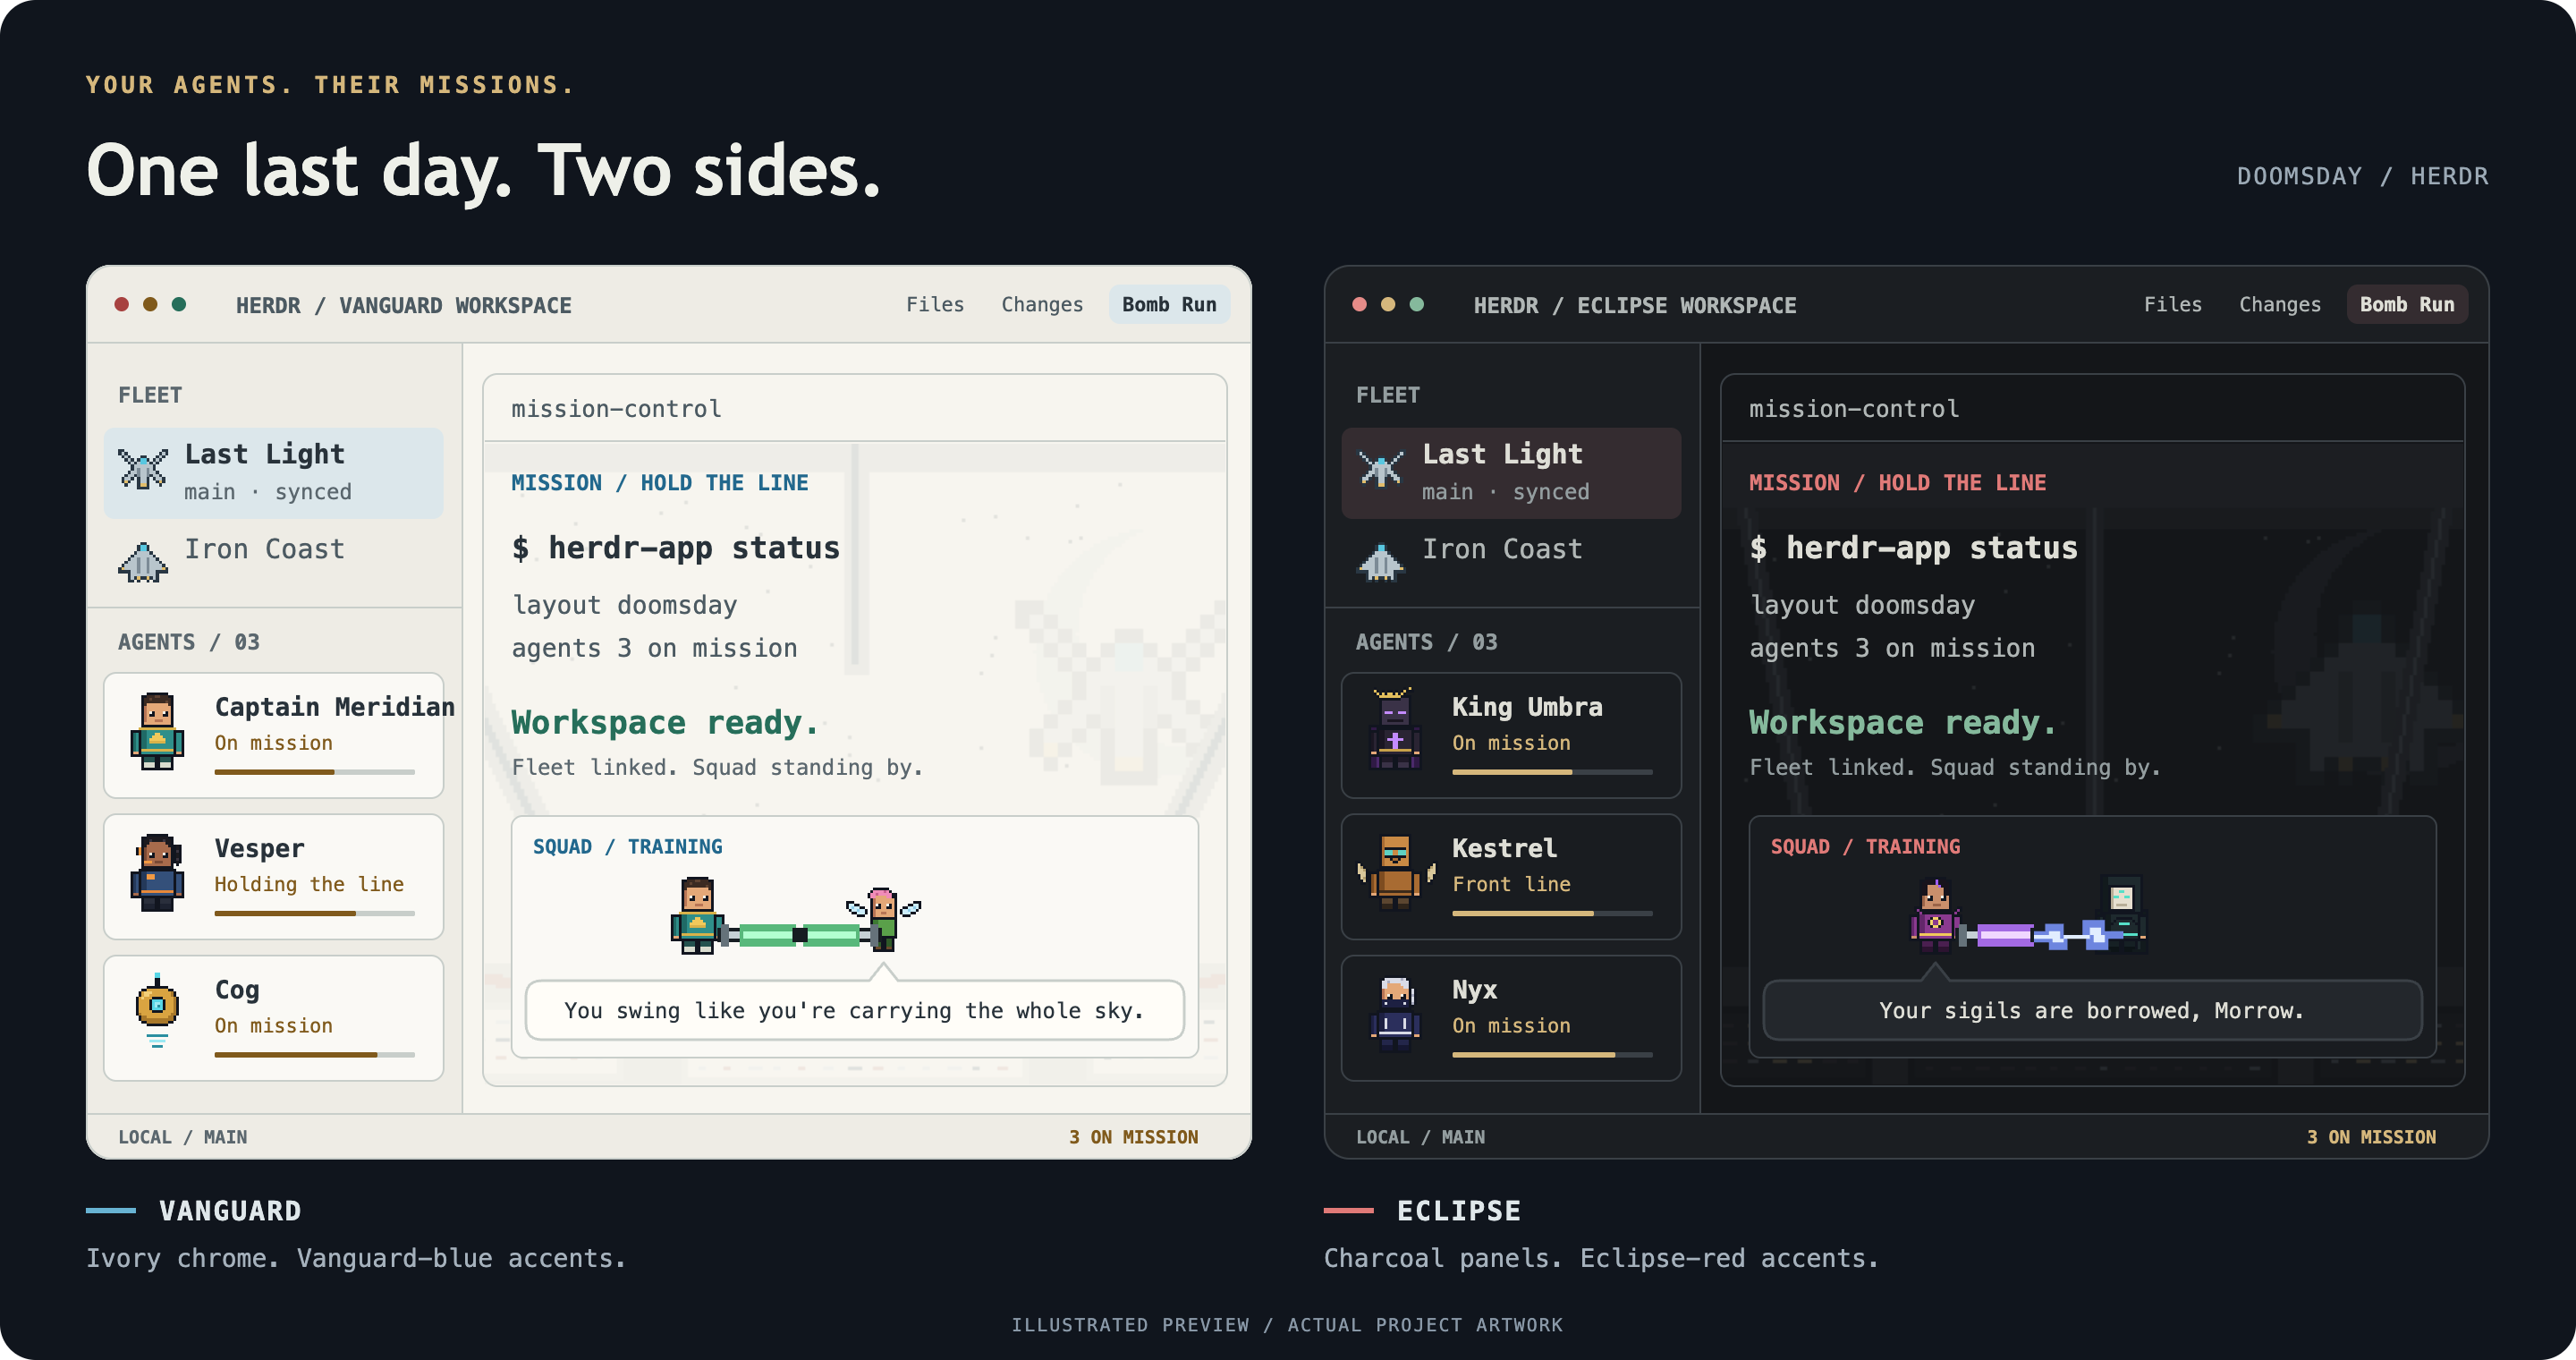 YOUR AGENTS. THEIR MISSIONS.
One last day. Two sides.
DOOMSDAY / HERDR
HERDR / VANGUARD WORKSPACE
Files
Changes
Bomb Run
FLEET
Last Light
main · synced
Iron Coast
AGENTS / 03
Captain Meridian
On mission
Vesper
Holding the line
Cog
On mission
mission-control
MISSION / HOLD THE LINE
$ herdr-app status
layout doomsday
agents 3 on mission
Workspace ready.
Fleet linked. Squad standing by.
SQUAD / TRAINING
You swing like you're carrying the whole sky.
LOCAL / MAIN
3 ON MISSION
HERDR / ECLIPSE WORKSPACE
Files
Changes
Bomb Run
FLEET
Last Light
main · synced
Iron Coast
AGENTS / 03
King Umbra
On mission
Kestrel
Front line
Nyx
On mission
mission-control
MISSION / HOLD THE LINE
$ herdr-app status
layout doomsday
agents 3 on mission
Workspace ready.
Fleet linked. Squad standing by.
SQUAD / TRAINING
Your sigils are borrowed, Morrow.
LOCAL / MAIN
3 ON MISSION
VANGUARD
Ivory chrome. Vanguard-blue accents.
ECLIPSE
Charcoal panels. Eclipse-red accents.
ILLUSTRATED PREVIEW / ACTUAL PROJECT ARTWORK